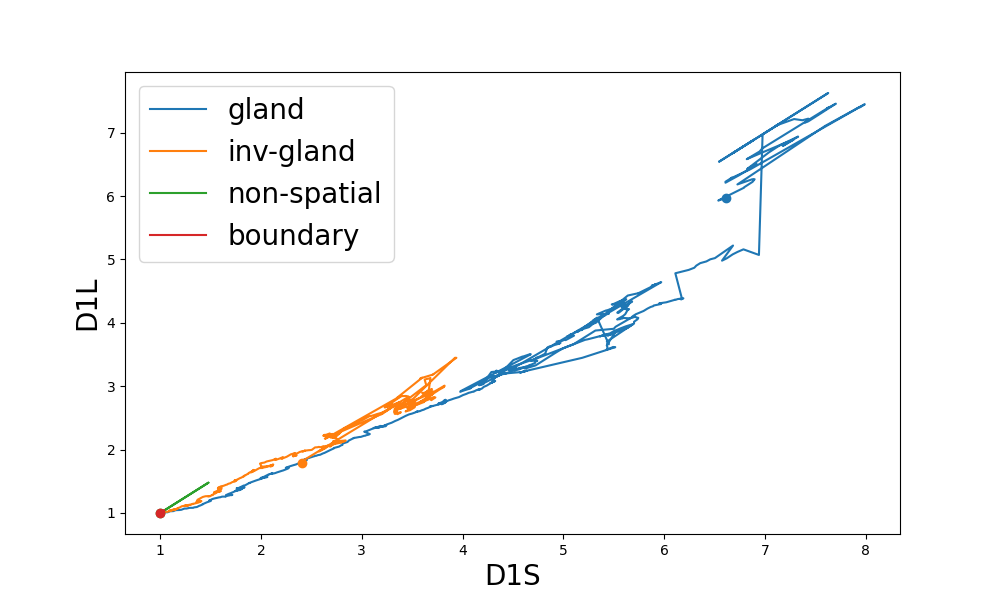 gland
inv-gland
non-spatial
boundary
7
6
5
4
3
2
1
D1L
1 2 3 4 5 6 7 8
D1S